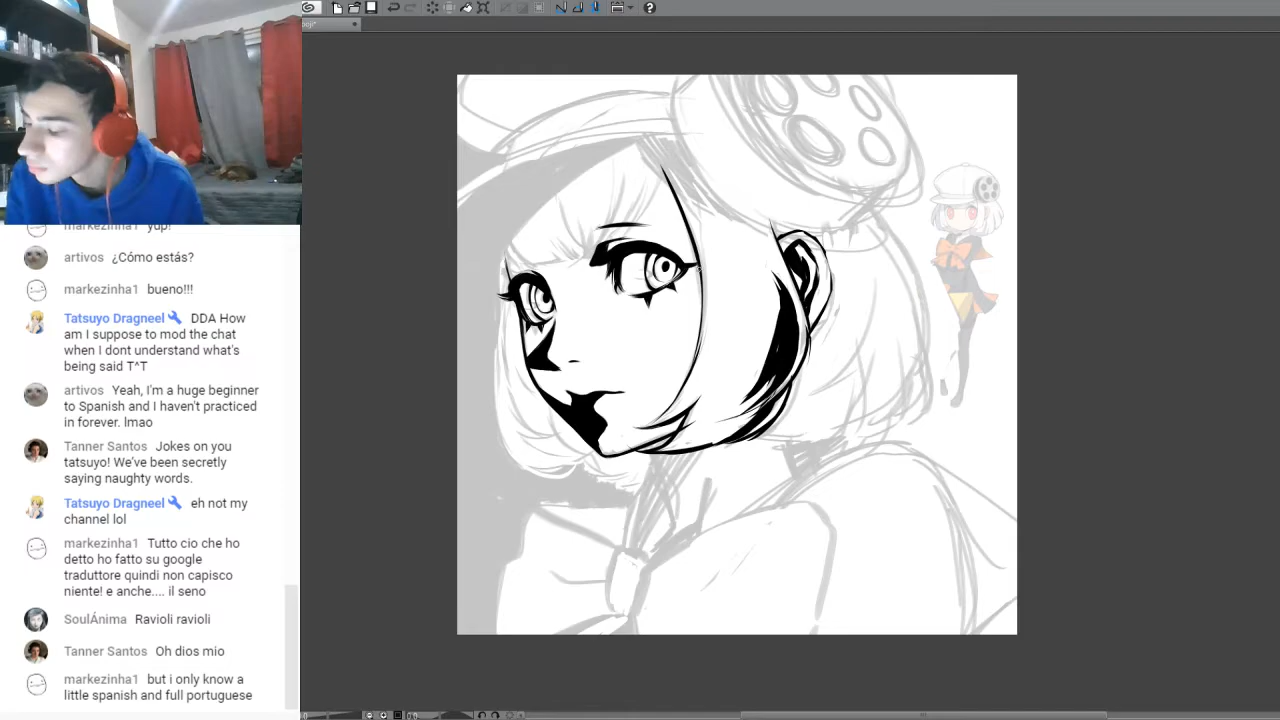 markezinha1 yup!
artivos ¿Cómo estás?
markezinha1 bueno!!!
Tatsuyo Dragneel DDA How
am I suppose to mod the chat
when I dont understand what's
being said T^T
artivos Yeah, I'm a huge beginner
to Spanish and I haven't practiced
in forever. lmao
Tanner Santos Jokes on you
tatsuyo! We've been secretly
saying naughty words.
Tatsuyo Dragneel eh not my
channel lol
markezinha1 Tutto cio che ho
detto ho fatto su google
traduttore quindi non capisco
niente! e anche.... il seno
SoulÁnima Ravioli ravioli
Tanner Santos Oh dios mio
markezinha1 but i only know a
little spanish and full portuguese